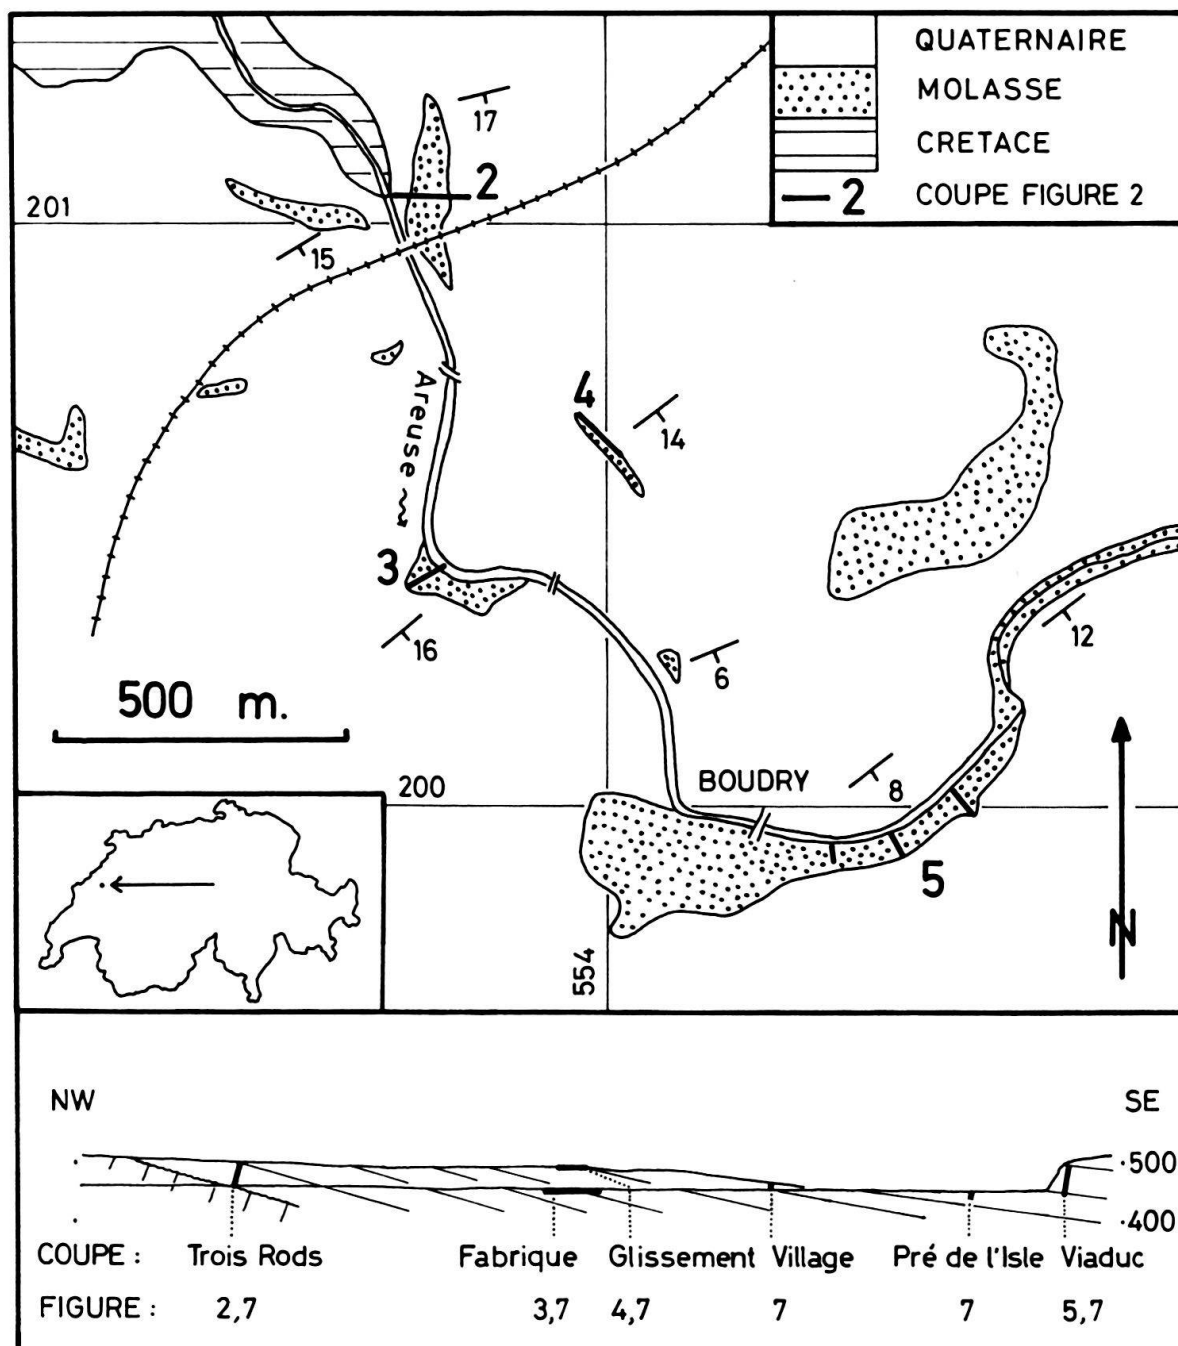 QUATERNAIRE
MOLASSE
CRETACE
2 COUPE FIGURE 2
17
2
201
15
Areuse
4
14
3
16
12
6
500 m.
200
BOUDRY
8
5
554
N
NW
SE
.500
.400
COUPE : Trois Rods Fabrique Glissement Village Pré de l'Isle Viaduc
FIGURE : 2,7 3,7 4,7 7 7 5,7